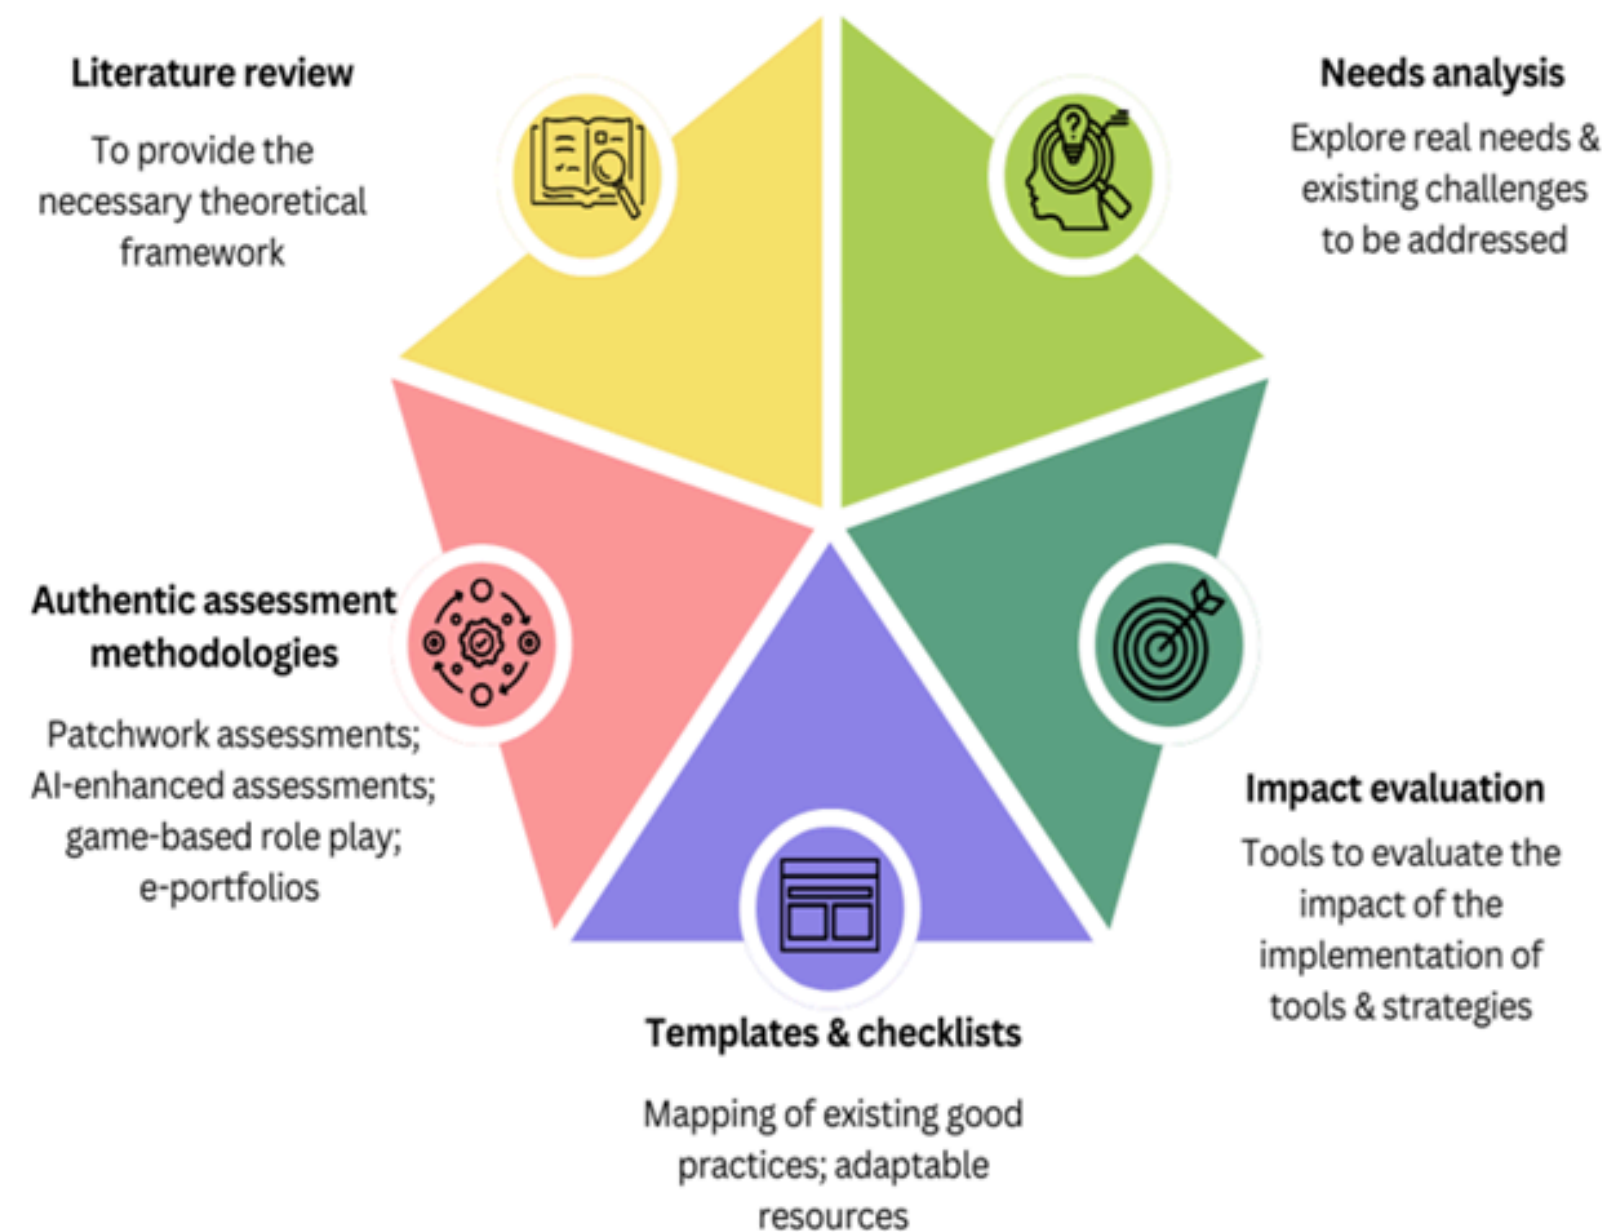 Literature review
To provide the
necessary theoretical
framework
Needs analysis
Explore real needs &
existing challenges
to be addressed
Authentic assessment
methodologies
Patchwork assessments;
AI-enhanced assessments;
game-based role play;
e-portfolios
Impact evaluation
Tools to evaluate the
impact of the
implementation of
tools & strategies
Templates & checklists
Mapping of existing good
practices; adaptable
resources